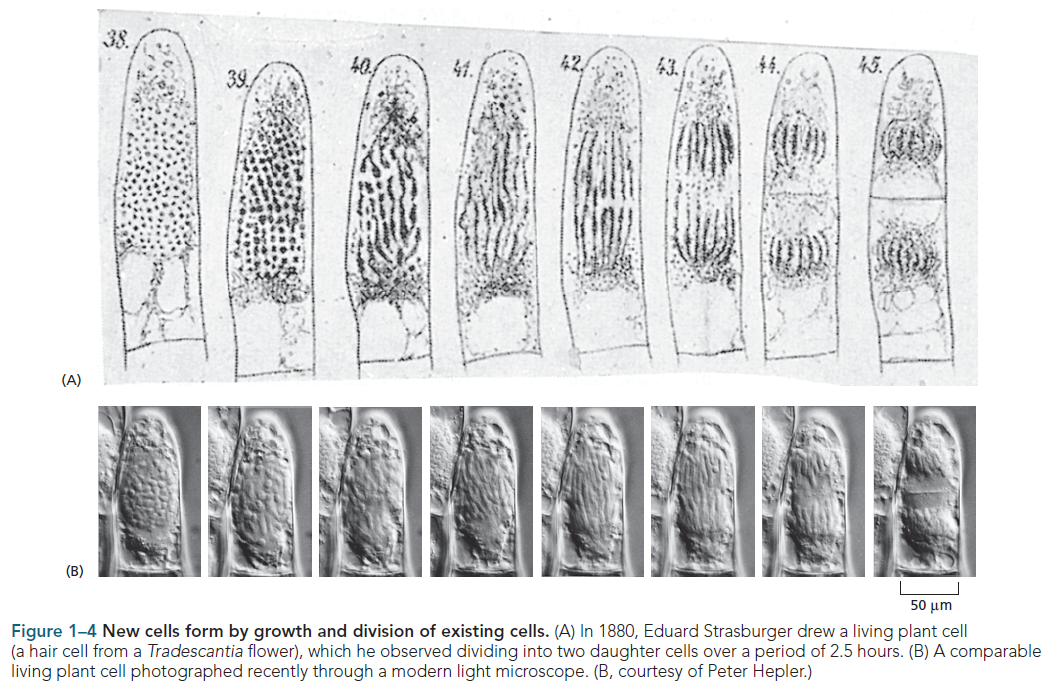 38.
39.
40.
41.
42.
43.
44.
45.
(A)
(B)
50 μm
Figure 1–4 New cells form by growth and division of existing cells. (A) In 1880, Eduard Strasburger drew a living plant cell
(a hair cell from a Tradescantia flower), which he observed dividing into two daughter cells over a period of 2.5 hours. (B) A comparable
living plant cell photographed recently through a modern light microscope. (B, courtesy of Peter Hepler.)